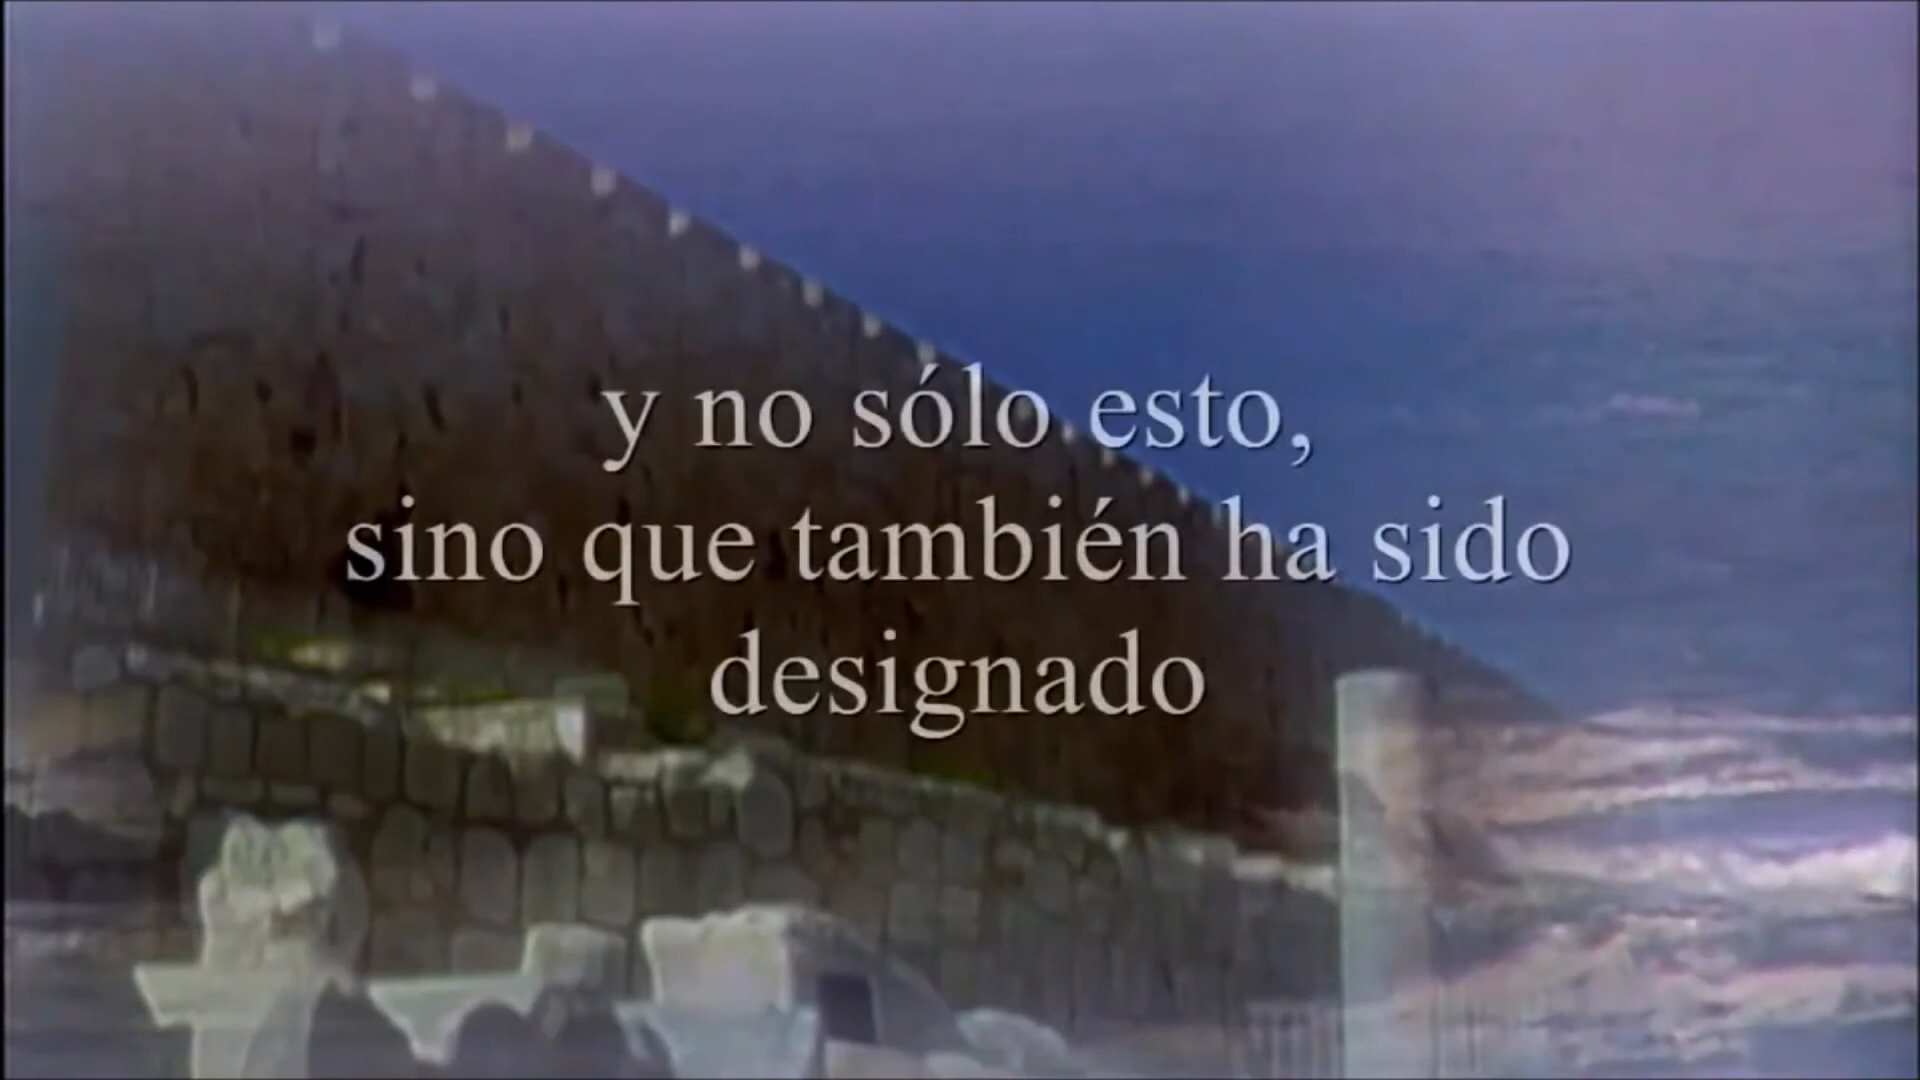 y no sólo esto,
sino que también ha sido
designado